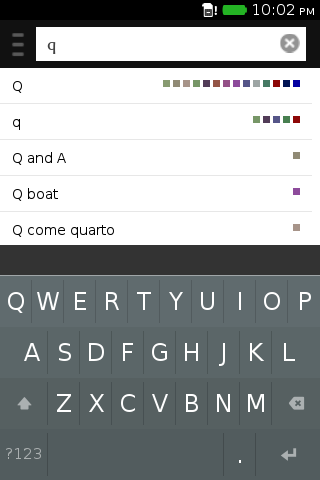 10:02 PM
q
Q
q
Q and A
Q boat
Q come quarto
Q W E R T Y U I O P
A S D F G H J K L
Z X C V B N M
?123 .